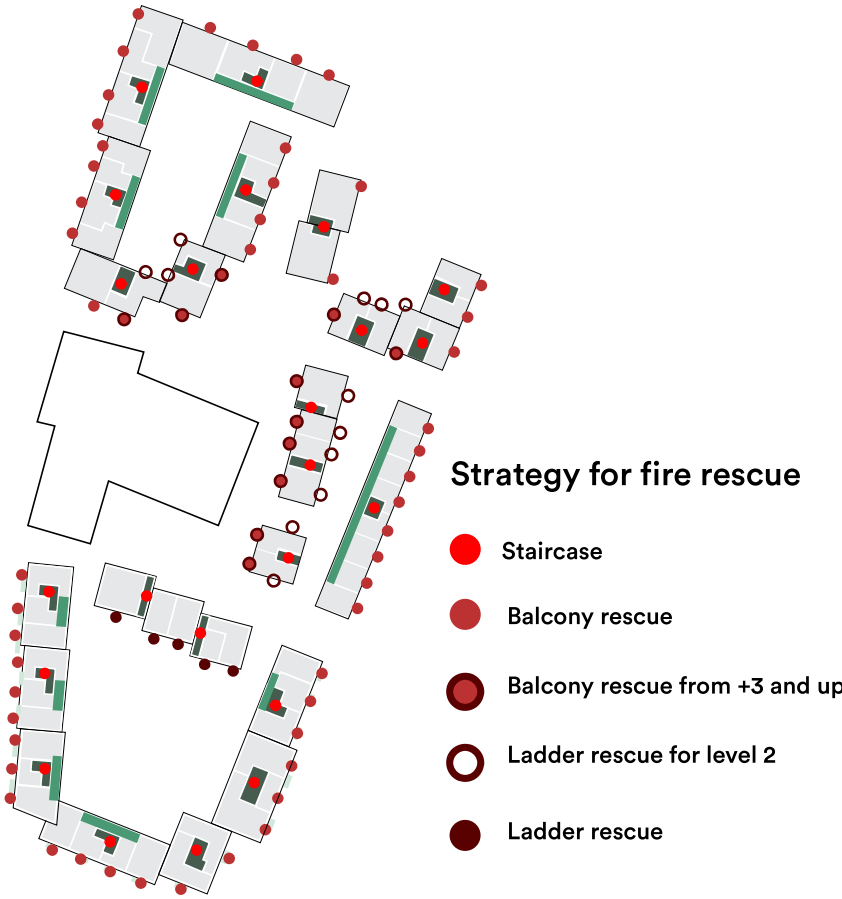 Strategy for fire rescue
Staircase
Balcony rescue
Balcony rescue from +3 and up
Ladder rescue for level 2
Ladder rescue